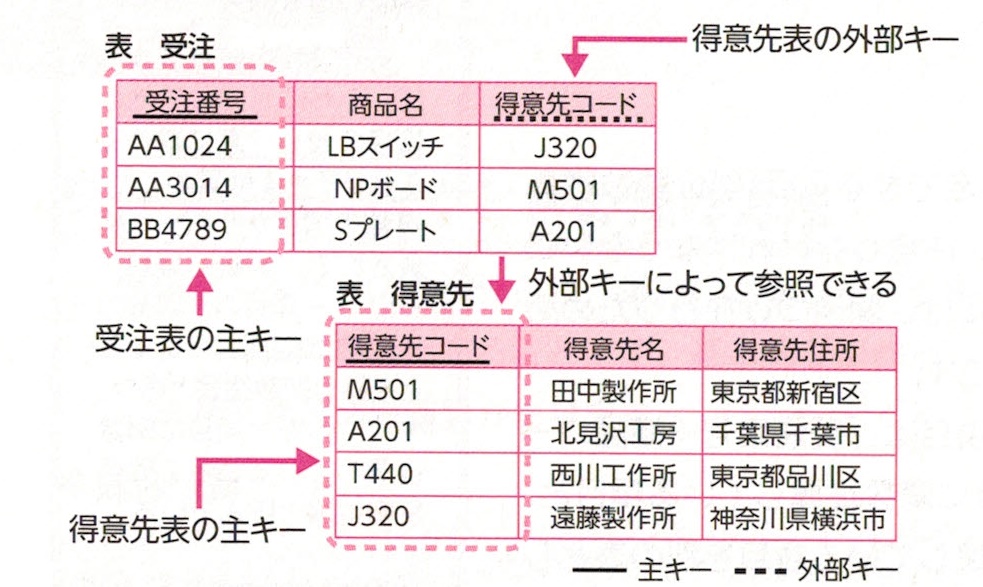 得意先表の外部キー
表　受注
受注番号 商品名 得意先コード
AA1024 LBスイッチ J320
AA3014 NPボード M501
BB4789 Sプレート A201
外部キーによって参照できる
表　得意先
受注表の主キー
得意先コード 得意先名 得意先住所
M501 田中製作所 東京都新宿区
A201 北見沢工房 千葉県千葉市
T440 西川工作所 東京都品川区
J320 遠藤製作所 神奈川県横浜市
得意先表の主キー
主キー 外部キー